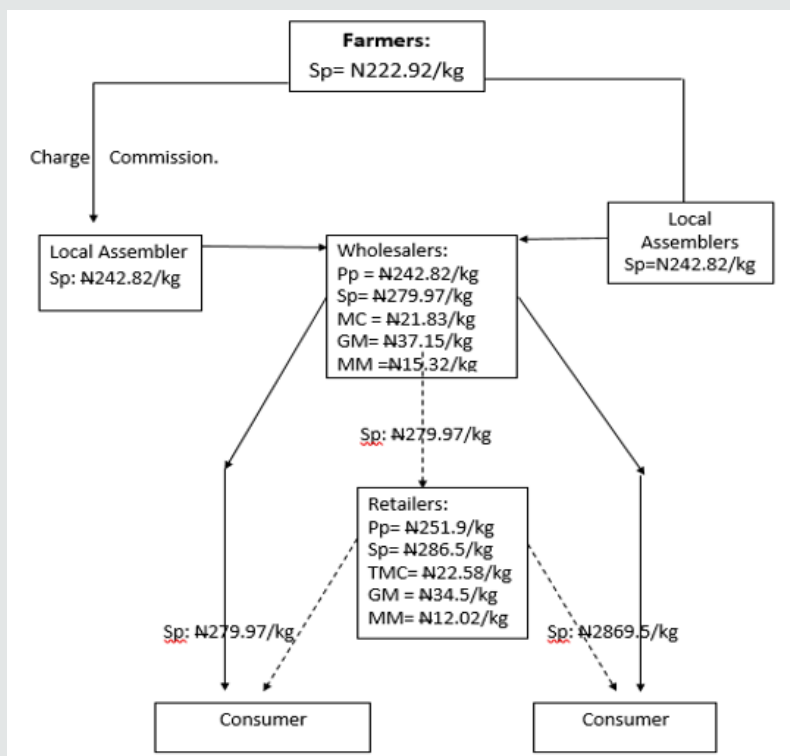 Farmers:
Sp= N222.92/kg
Charge Commission.
Local Assembler
Sp: ₦242.82/kg
Wholesalers:
Pp = ₦242.82/kg
Sp= ₦279.97/kg
MC = ₦21.83/kg
GM= ₦37.15/kg
MM =₦15.32/kg
Local
Assemblers
Sp=N242.82/kg
Sp: ₦279.97/kg
Retailers:
Pp= ₦251.9/kg
Sp= ₦286.5/kg
TMC= ₦22.58/kg
GM = ₦34.5/kg
MM= ₦12.02/kg
Sp: ₦279.97/kg
Sp: ₦2869.5/kg
Consumer
Consumer